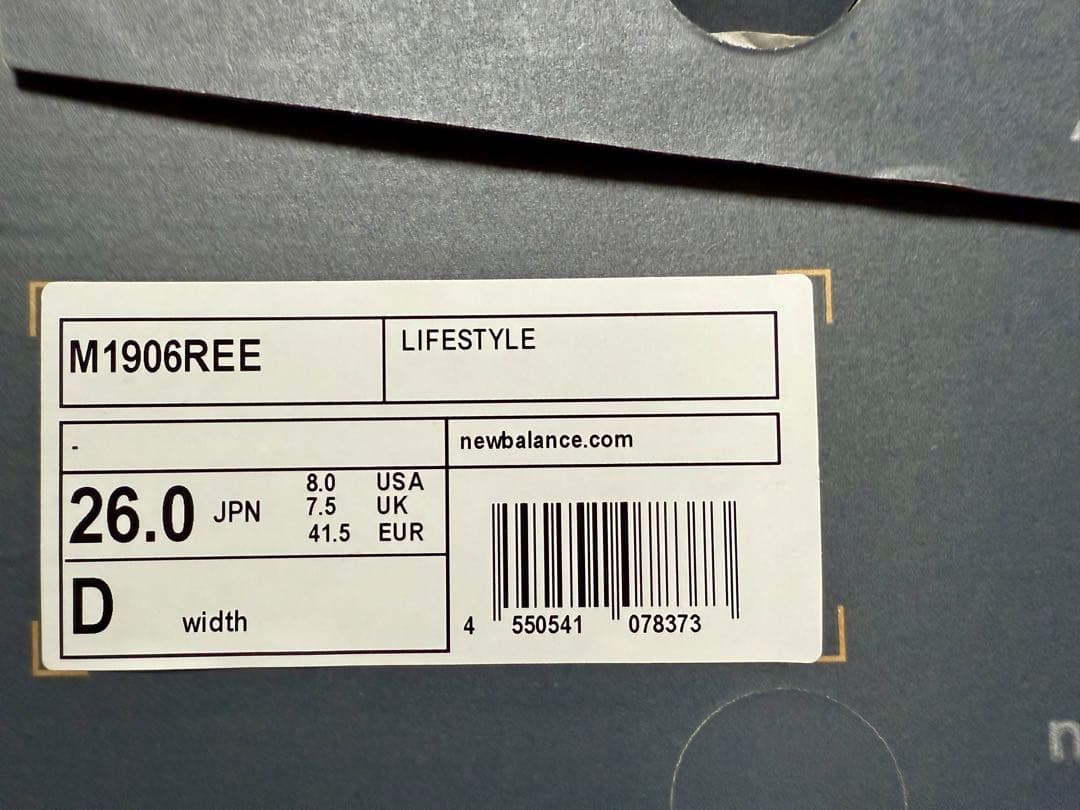 M1906REE
LIFESTYLE
-
newbalance.com
26.0 JPN
8.0 USA
7.5 UK
41.5 EUR
D width
4 550541 078373
n